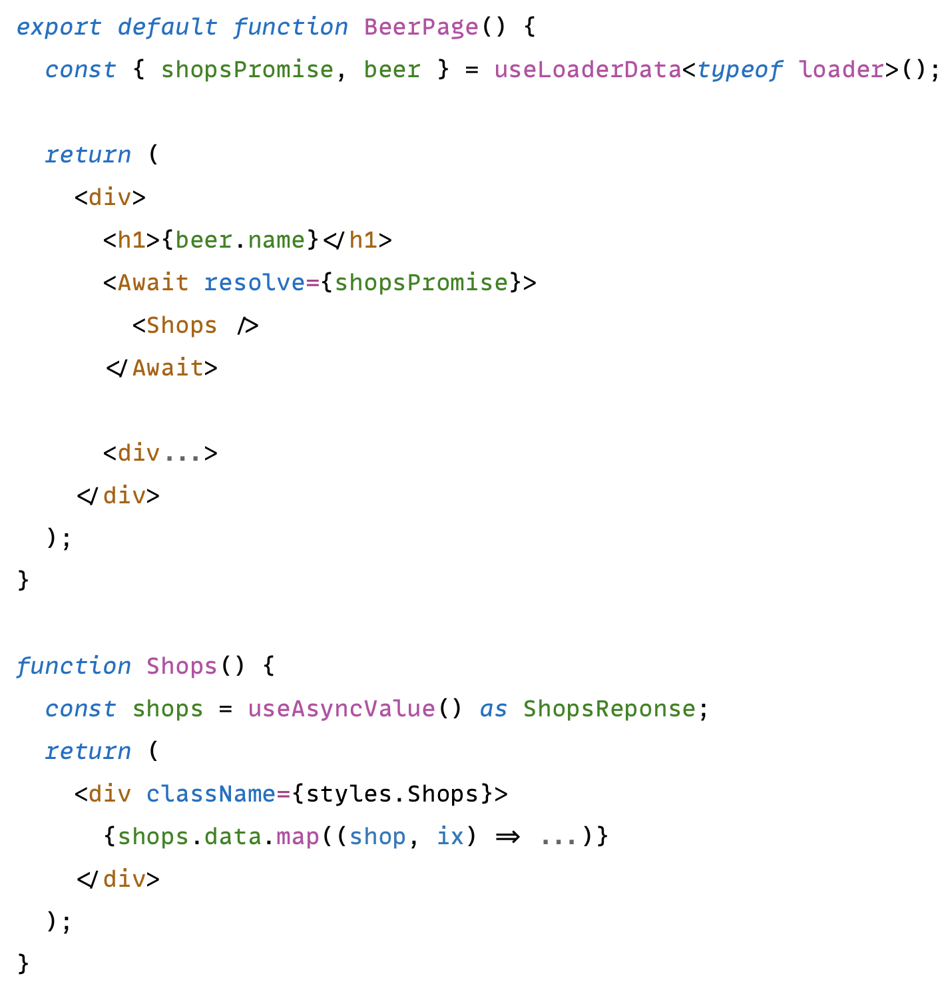 export default function BeerPage() {
  const { shopsPromise, beer } = useLoaderData<typeof loader>();

  return (
    <div>
      <h1>{beer.name}</h1>
      <Await resolve={shopsPromise}>
        <Shops />
      </Await>

      <div...>
    </div>
  );
}

function Shops() {
  const shops = useAsyncValue() as ShopsReponse;
  return (
    <div className={styles.Shops}>
      {shops.data.map((shop, ix) => ...)}
    </div>
  );
}